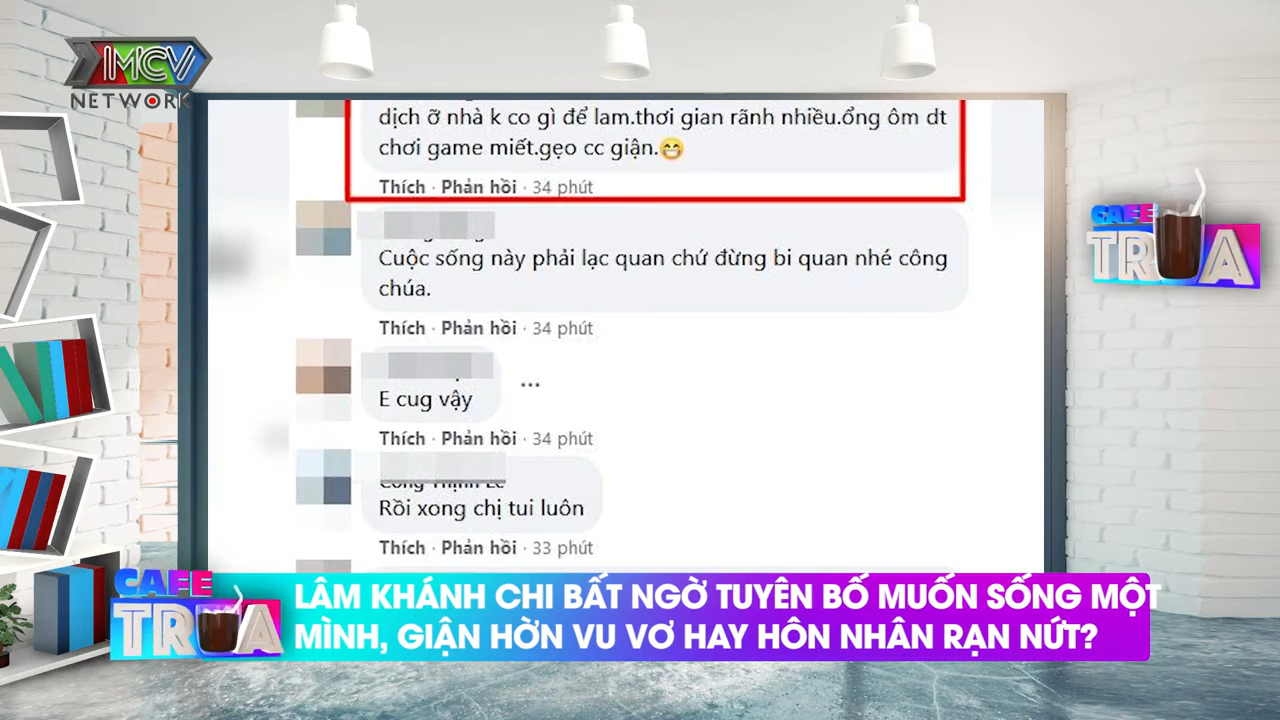 MCV
NETWORK
dịch ỡ nhà k co gì để lam.thơi gian rãnh nhiều.ổng ôm dt
chơi game miết.gẹo cc giận.😁
Thích · Phản hồi · 34 phút
CAFE
TRƯA
Cuộc sống này phải lạc quan chứ đừng bi quan nhé công
chúa.
Thích · Phản hồi · 34 phút
...
E cug vậy
Thích · Phản hồi · 34 phút
Rồi xong chị tui luôn
Thích · Phản hồi · 33 phút
CAFE
TRƯA
LÂM KHÁNH CHI BẤT NGỜ TUYÊN BỐ MUỐN SỐNG MỘT
MÌNH, GIẬN HỜN VU VƠ HAY HÔN NHÂN RẠN NỨT?